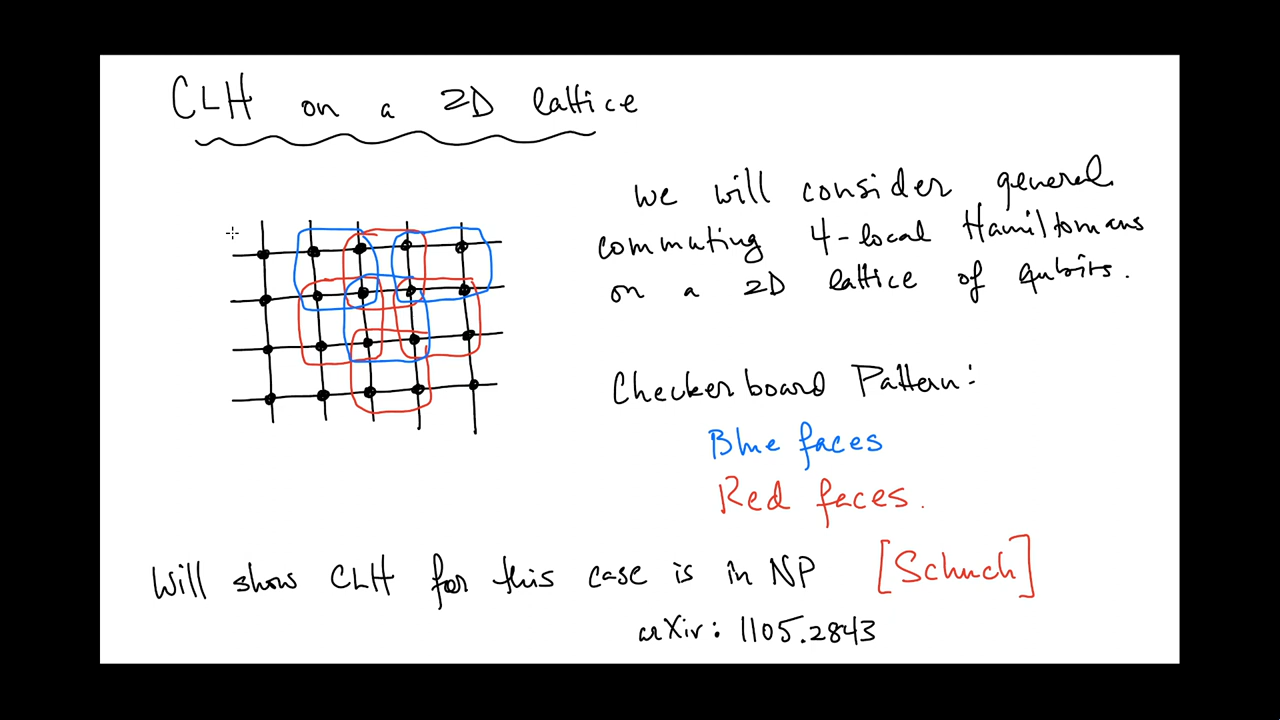 CLH on a 2D lattice
We will consider general
commuting 4-local Hamiltonians
on a 2D lattice of qubits.
Checkerboard Pattern:
Blue faces
Red faces.
Will show CLH for this case is in NP [Schuch]
arXiv: 1105.2843